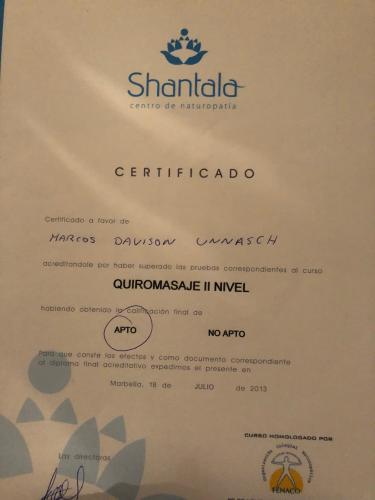 Shantala
centro de naturopatía
CERTIFICADO
Certificado a favor de
MARCOS DAVISON UNNASCH
acreditandole por haber superado las pruebas correspondientes al curso
QUIROMASAJE II NIVEL
habiendo obtenido la calificación final de
APTO NO APTO
Para que conste los efectos y como documento correspondiente
al diploma final acreditativo expedimos el presente en
Marbella, 18 de JULIO de 2013
CURSO HOMOLOGADO POR
Las directoras
FENACO